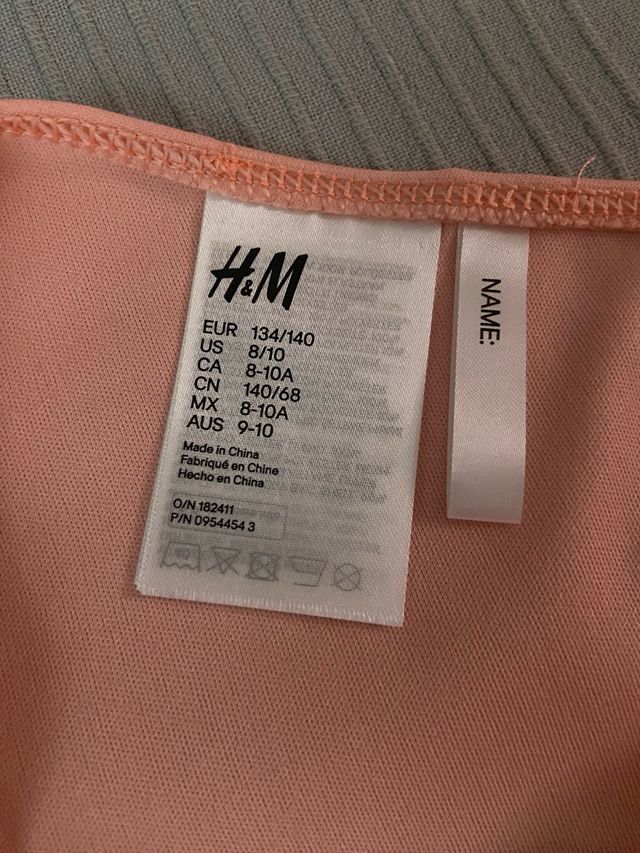 H&M
EUR 134/140
US 8/10
CA 8-10A
CN 140/68
MX 8-10A
AUS 9-10
Made in China
Fabriqué en Chine
Hecho en China
O/N 182411
P/N 0954454 3
NAME: